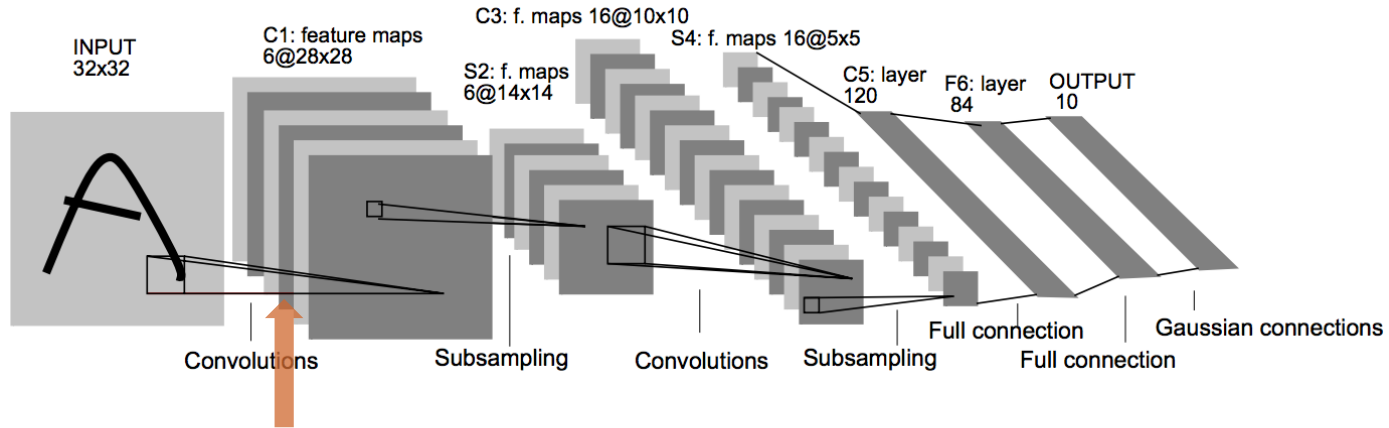 INPUT
32x32
C1: feature maps
6@28x28
S2: f. maps
6@14x14
C3: f. maps 16@10x10
S4: f. maps 16@5x5
C5: layer
120
F6: layer
84
OUTPUT
10
Convolutions
Subsampling
Convolutions
Subsampling
Full connection
Full connection
Gaussian connections
A